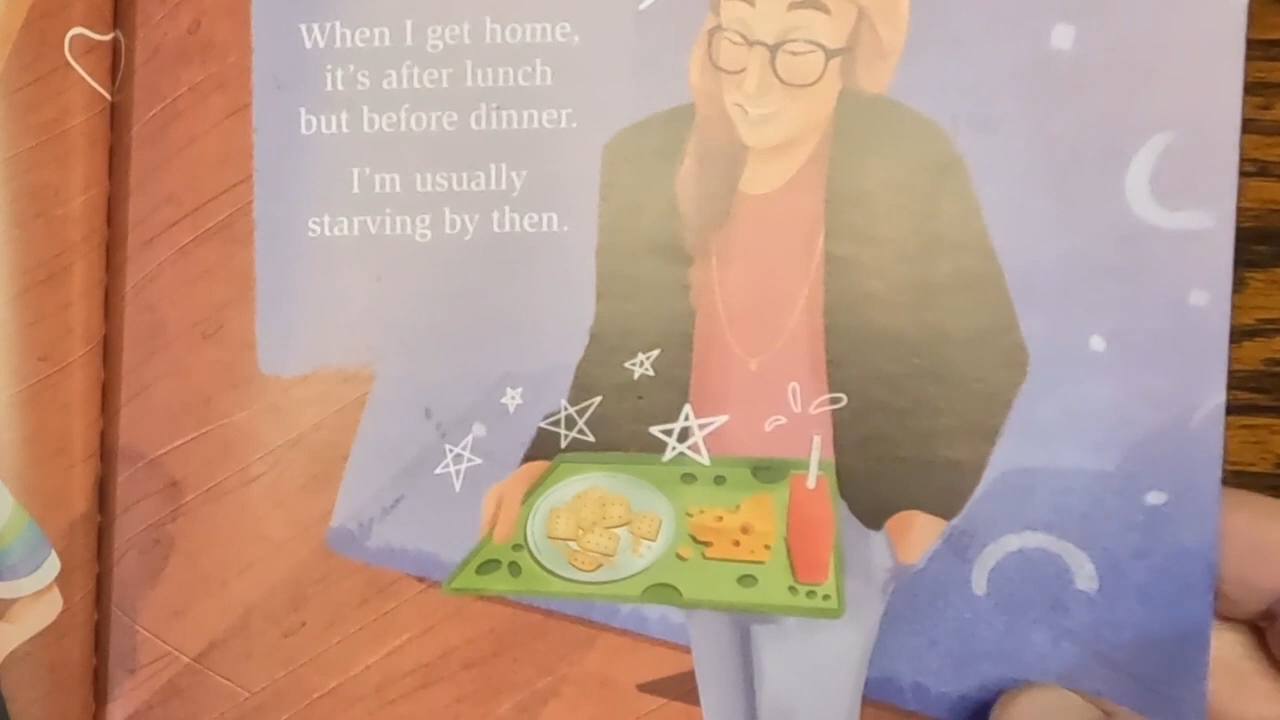 When I get home,
it's after lunch
but before dinner.
I'm usually
starving by then.